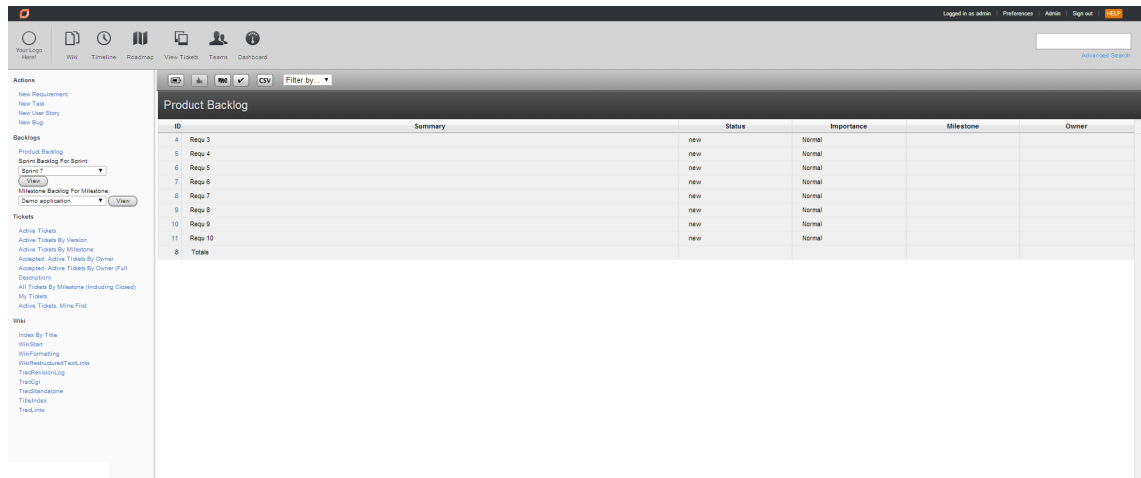 Logged in as admin Preferences Admin Sign out HELP
Your Logo Here!
Wiki Timeline Roadmap View Tickets Teams Dashboard
Advanced Search
Actions
New Requirement
New Task
New User Story
New Bug
Backlogs
Product Backlog
Sprint Backlog For Sprint:
Sprint 7
View
Milestone Backlog For Milestone:
Demo application View
Tickets
Active Tickets
Active Tickets By Version
Active Tickets By Milestone
Accepted, Active Tickets By Owner
Accepted, Active Tickets By Owner (Full
Description)
All Tickets By Milestone (Including Closed)
My Tickets
Active Tickets, Mine First
Wiki
Index By Title
WikiStart
WikiFormatting
WikiRestructuredTextLinks
TracRevisionLog
TracCgi
TracStandalone
TitleIndex
TracLinks
CSV Filter by...
Product Backlog
ID Summary Status Importance Milestone Owner
4 Requ 3 new Normal
5 Requ 4 new Normal
6 Requ 5 new Normal
7 Requ 6 new Normal
8 Requ 7 new Normal
9 Requ 8 new Normal
10 Requ 9 new Normal
11 Requ 10 new Normal
8 Totals